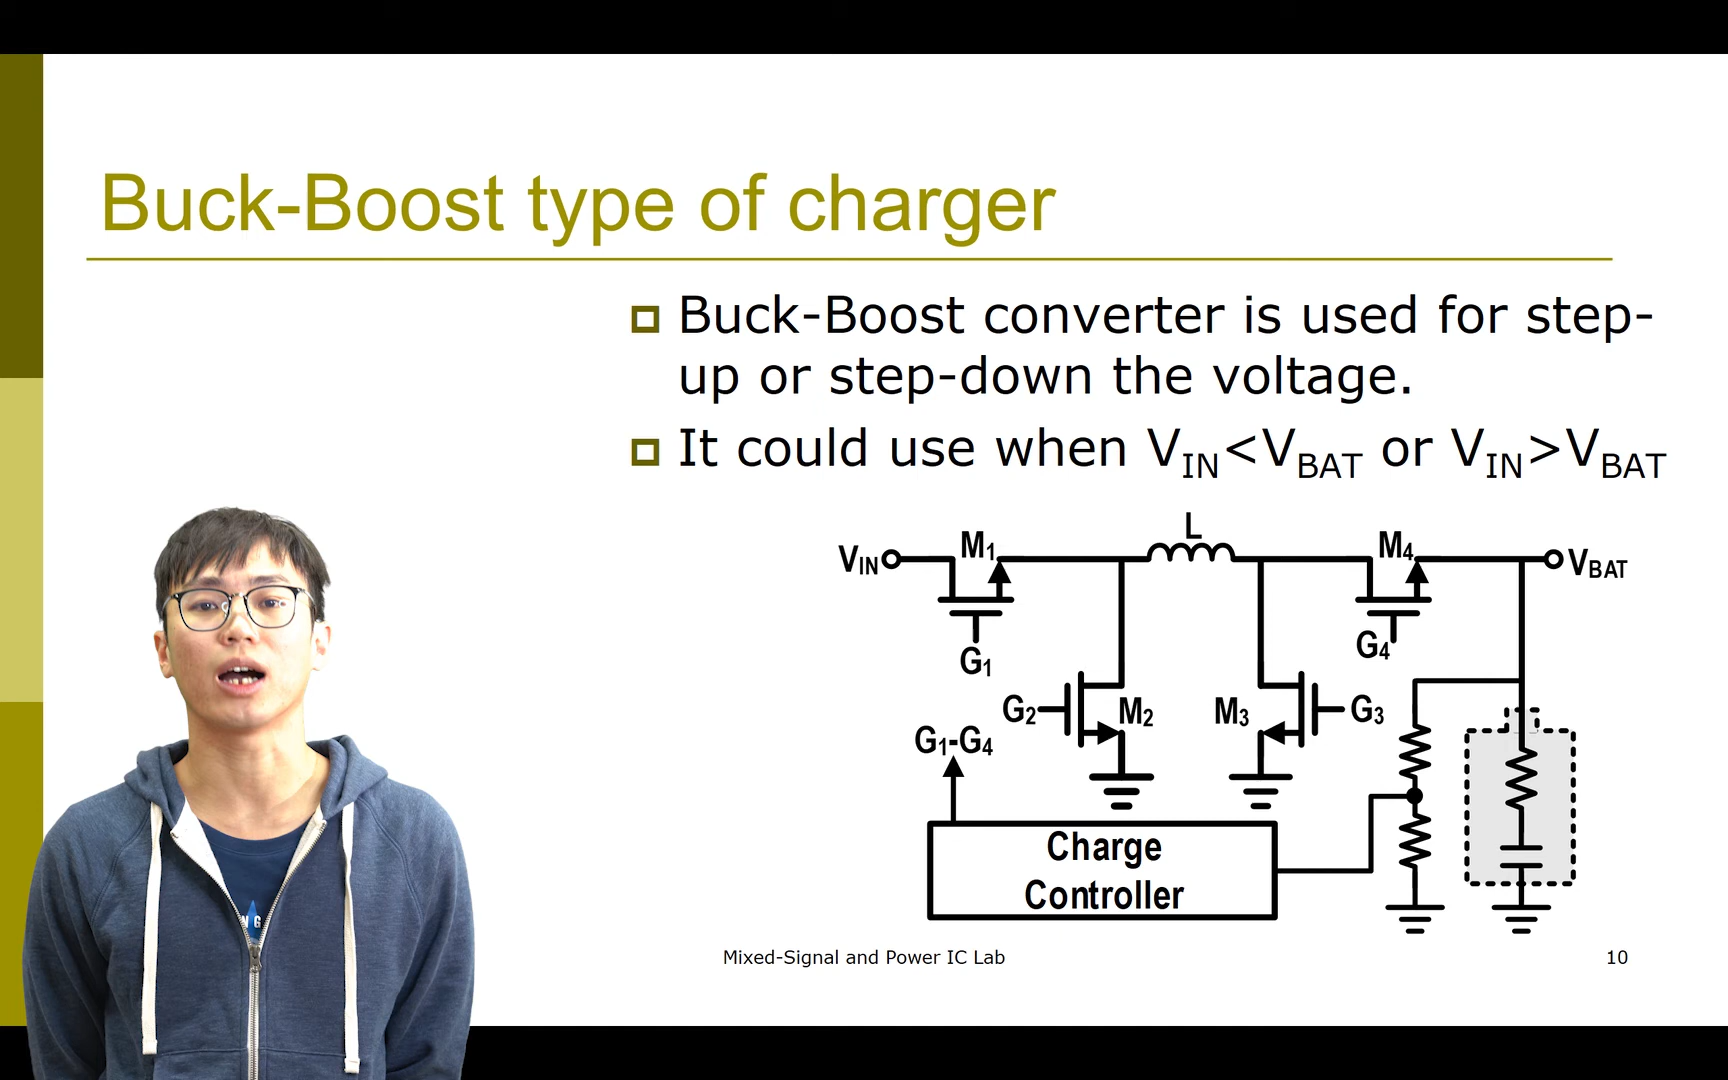 Buck-Boost type of charger
Buck-Boost converter is used for step-
up or step-down the voltage.
It could use when VIN<VBAT or VIN>VBAT
L
M1
M4
VIN
VBAT
G1
G4
G2
M2
M3
G3
G1-G4
Charge
Controller
N G
Mixed-Signal and Power IC Lab
10